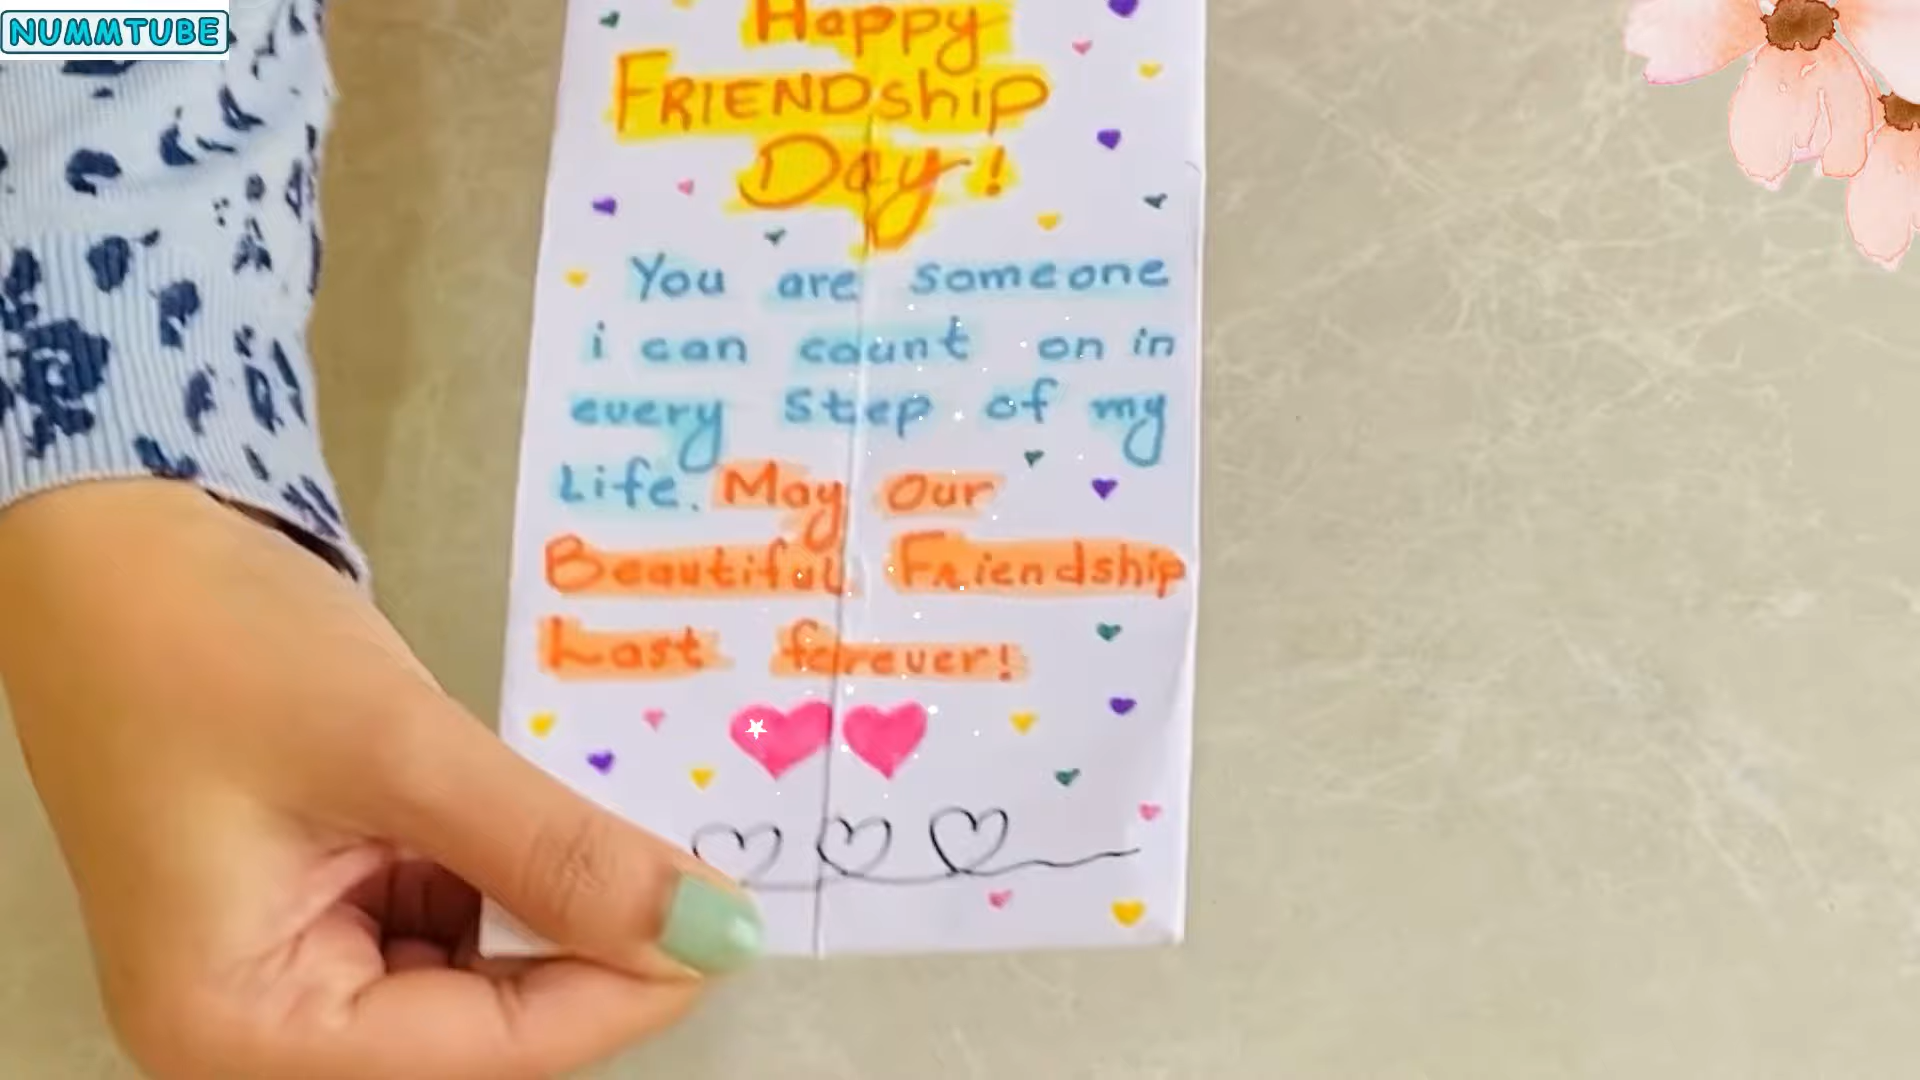 NUMMTUBE
Happy
FRIENDship
Day!
You are someone
i can count on in
every step of my
Life. May Our
Beautiful Friendship
Last forever!